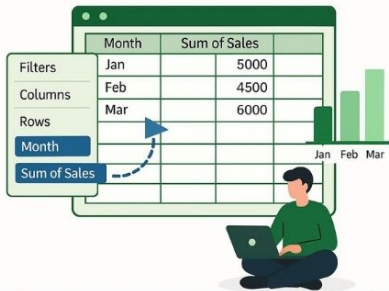 Filters
Columns
Rows
Month
Sum of Sales
Month Sum of Sales
Jan 5000
Feb 4500
Mar 6000
Jan Feb Mar